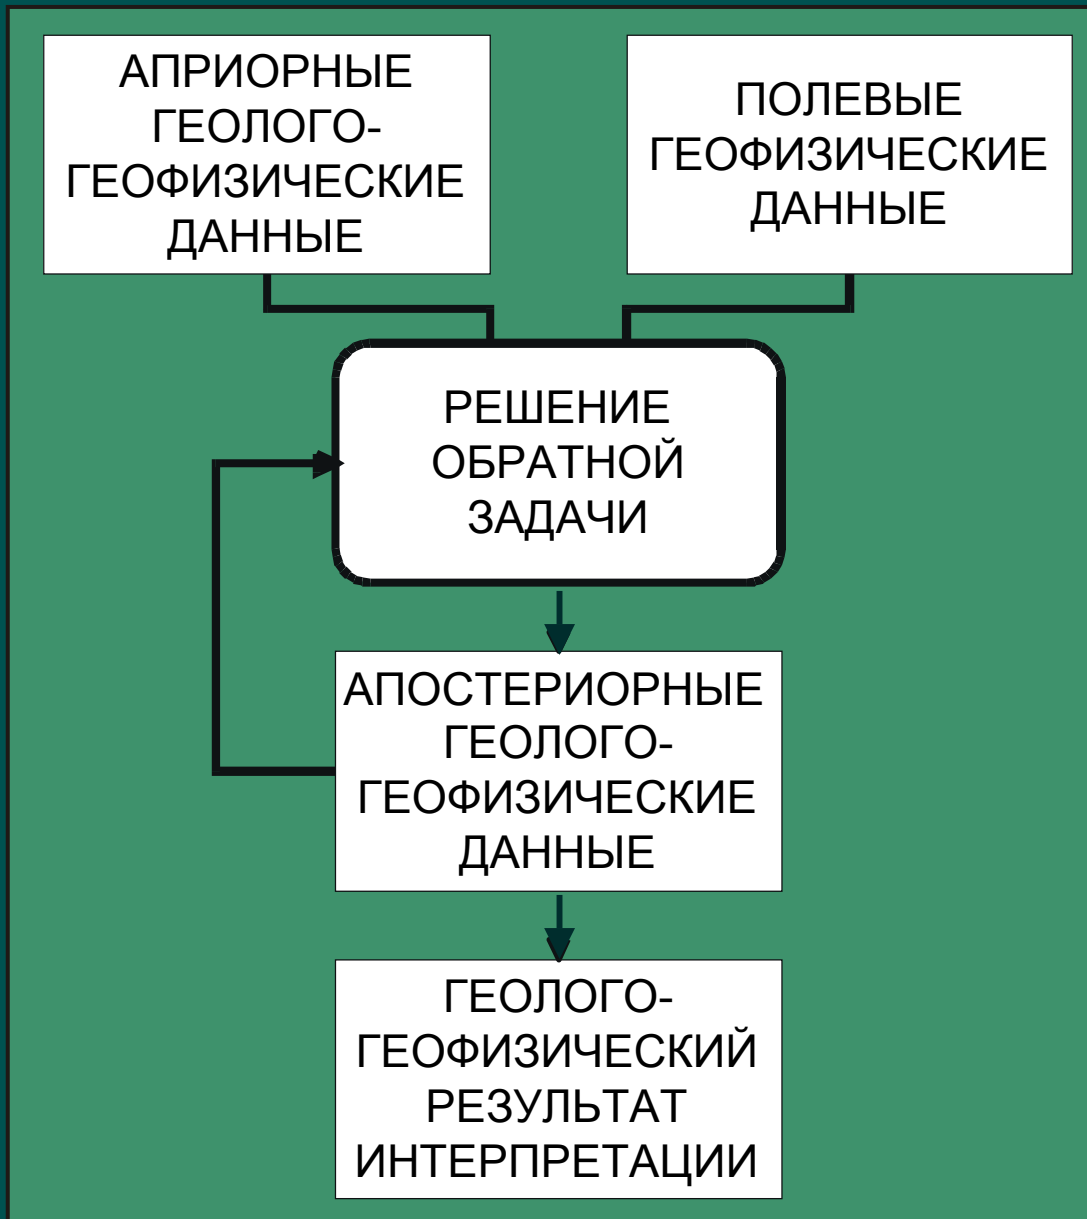 АПРИОРНЫЕ
ГЕОЛОГО-
ГЕОФИЗИЧЕСКИЕ
ДАННЫЕ
ПОЛЕВЫЕ
ГЕОФИЗИЧЕСКИЕ
ДАННЫЕ
РЕШЕНИЕ
ОБРАТНОЙ
ЗАДАЧИ
АПОСТЕРИОРНЫЕ
ГЕОЛОГО-
ГЕОФИЗИЧЕСКИЕ
ДАННЫЕ
ГЕОЛОГО-
ГЕОФИЗИЧЕСКИЙ
РЕЗУЛЬТАТ
ИНТЕРПРЕТАЦИИ